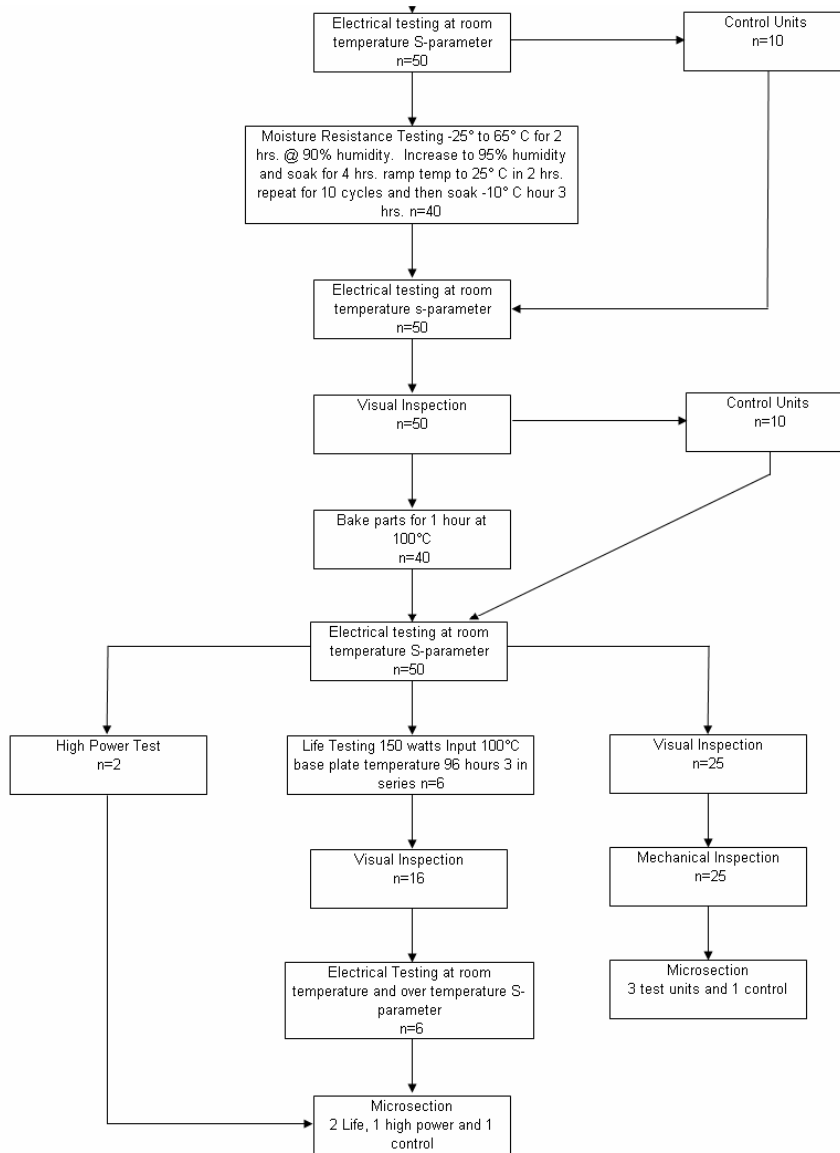 Electrical testing at room
temperature S-parameter
n=50
Control Units
n=10
Moisture Resistance Testing -25° to 65° C for 2
hrs. @ 90% humidity.  Increase to 95% humidity
and soak for 4 hrs. ramp temp to 25° C in 2 hrs.
repeat for 10 cycles and then soak -10° C hour 3
hrs. n=40
Electrical testing at room
temperature s-parameter
n=50
Visual Inspection
n=50
Control Units
n=10
Bake parts for 1 hour at
100°C
n=40
Electrical testing at room
temperature S-parameter
n=50
High Power Test
n=2
Life Testing 150 watts Input 100°C
base plate temperature 96 hours 3 in
series n=6
Visual Inspection
n=25
Visual Inspection
n=16
Mechanical Inspection
n=25
Electrical Testing at room
temperature and over temperature S-
parameter
n=6
Microsection
3 test units and 1 control
Microsection
2 Life, 1 high power and 1
control